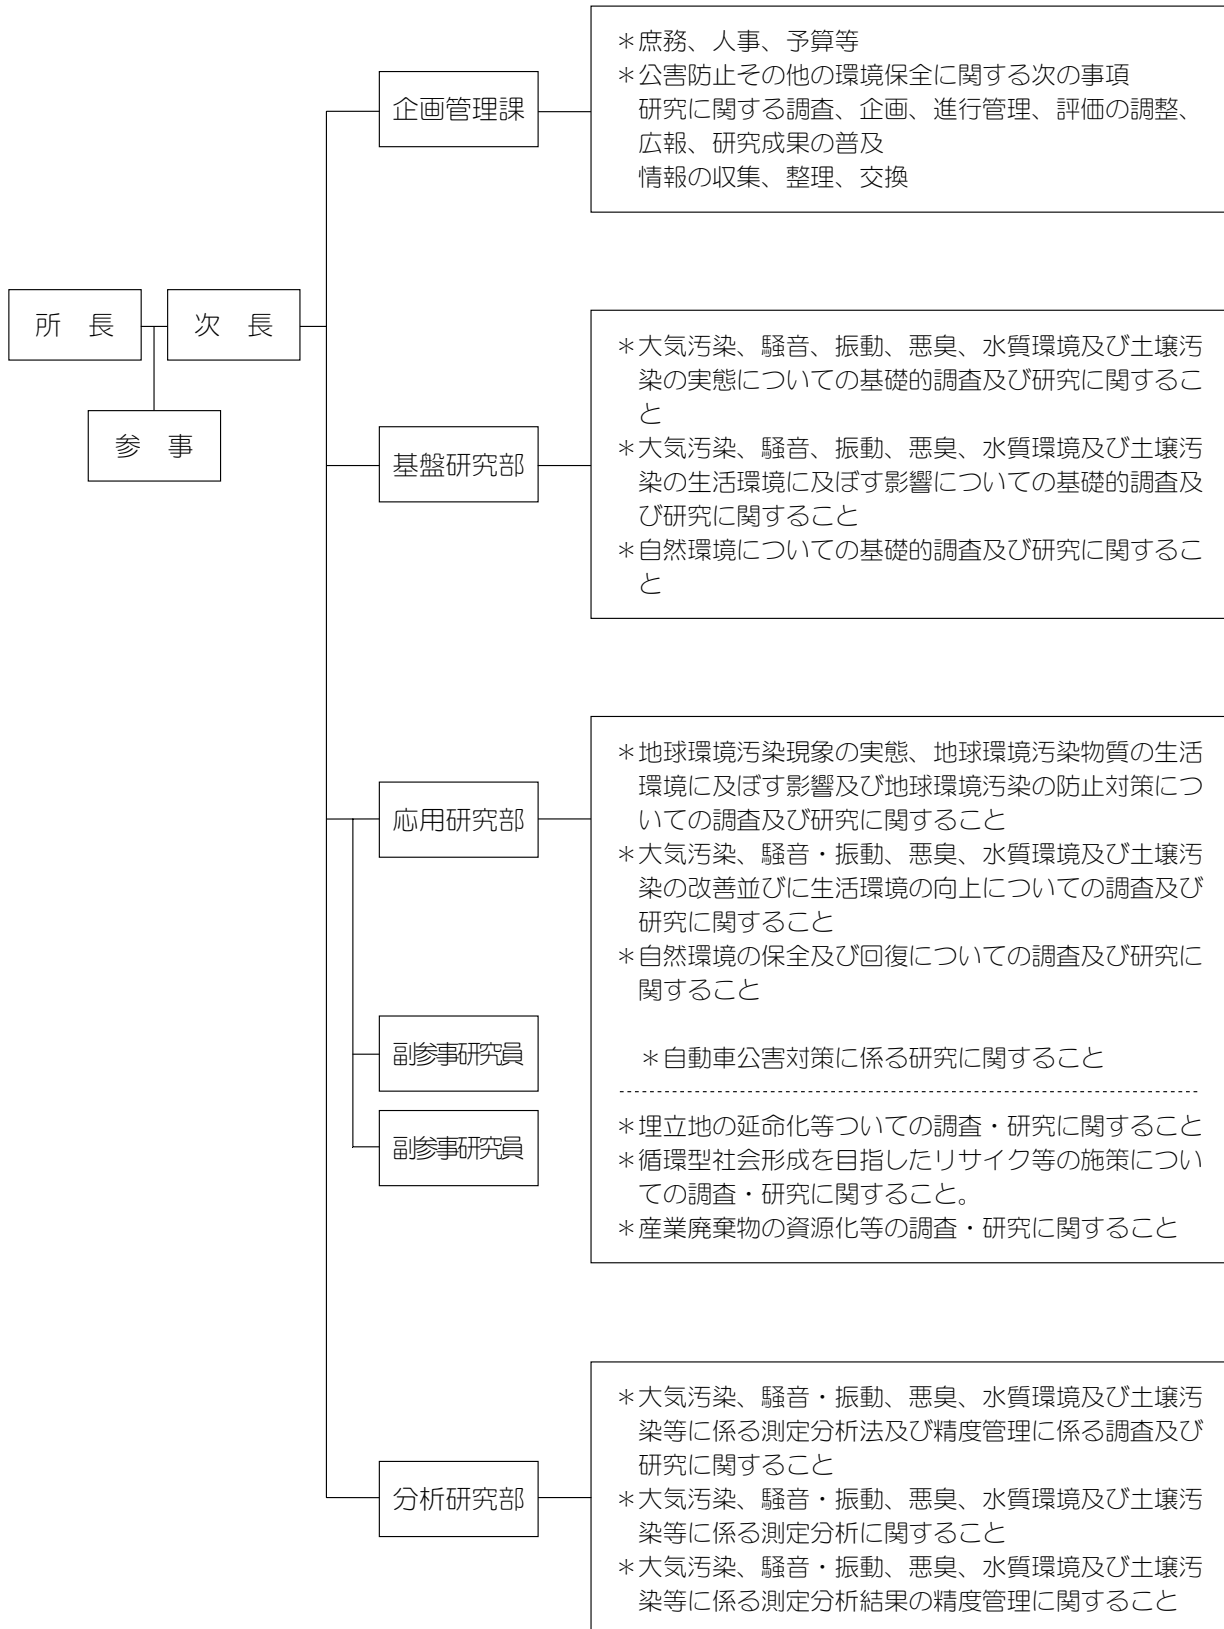 企画管理課
＊庶務、人事、予算等
＊公害防止その他の環境保全に関する次の事項
研究に関する調査、企画、進行管理、評価の調整、
広報、研究成果の普及
情報の収集、整理、交換
所　長
次　長
参　事
基盤研究部
＊大気汚染、騒音、振動、悪臭、水質環境及び土壌汚
染の実態についての基礎的調査及び研究に関するこ
と
＊大気汚染、騒音、振動、悪臭、水質環境及び土壌汚
染の生活環境に及ぼす影響についての基礎的調査及
び研究に関すること
＊自然環境についての基礎的調査及び研究に関するこ
と
応用研究部
＊地球環境汚染現象の実態、地球環境汚染物質の生活
環境に及ぼす影響及び地球環境汚染の防止対策につ
いての調査及び研究に関すること
＊大気汚染、騒音・振動、悪臭、水質環境及び土壌汚
染の改善並びに生活環境の向上についての調査及び
研究に関すること
＊自然環境の保全及び回復についての調査及び研究に
関すること
副参事研究員
＊自動車公害対策に係る研究に関すること
副参事研究員
＊埋立地の延命化等ついての調査・研究に関すること
＊循環型社会形成を目指したリサイク等の施策につい
ての調査・研究に関すること。
＊産業廃棄物の資源化等の調査・研究に関すること
分析研究部
＊大気汚染、騒音・振動、悪臭、水質環境及び土壌汚
染等に係る測定分析法及び精度管理に係る調査及び
研究に関すること
＊大気汚染、騒音・振動、悪臭、水質環境及び土壌汚
染等に係る測定分析に関すること
＊大気汚染、騒音・振動、悪臭、水質環境及び土壌汚
染等に係る測定分析結果の精度管理に関すること